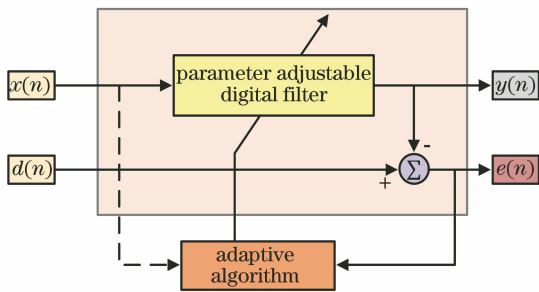 parameter adjustable
digital filter
x(n)
y(n)
-
d(n)
Σ
+
e(n)
adaptive
algorithm